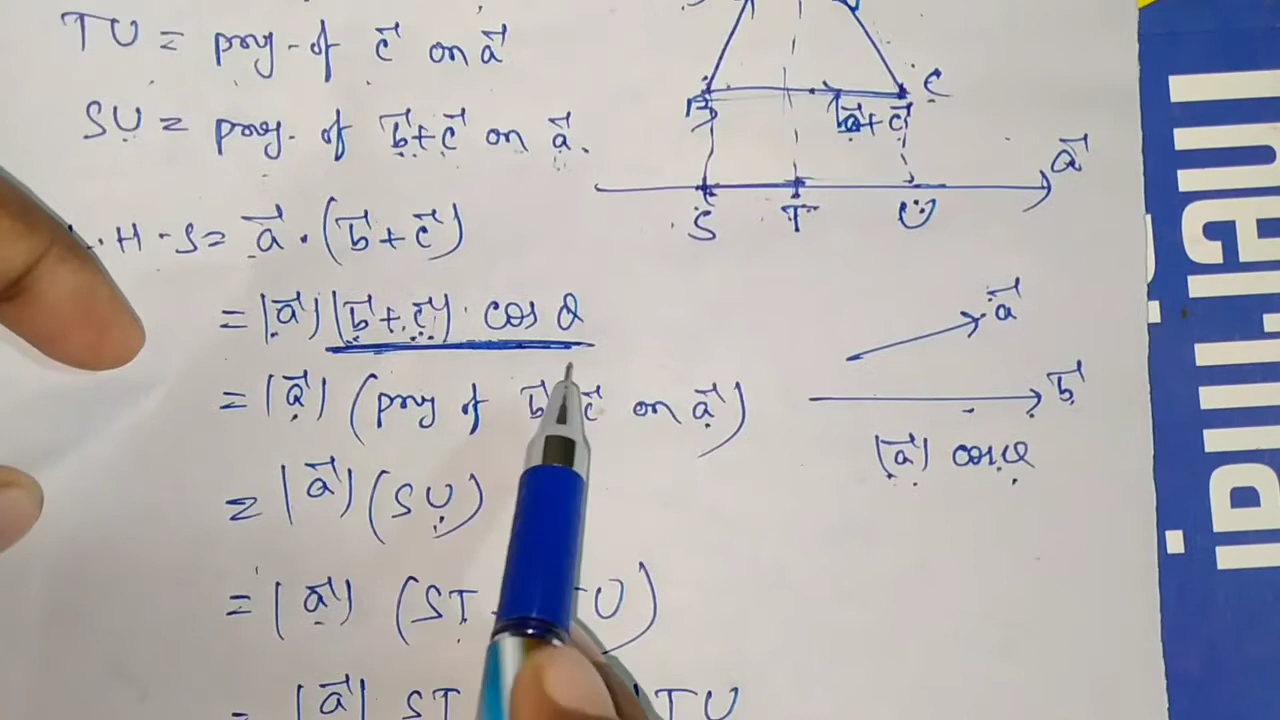 TU = proj. of c⃗ on a⃗
SU = proj. of b⃗+c⃗ on a⃗.
L.H.S = a⃗ . (b⃗ + c⃗)
= |a⃗| |b⃗ + c⃗| . cos θ
= |a⃗| (proj of b⃗ c⃗ on a⃗)
= |a⃗| (SU)
= |a⃗| (ST U)
= |a⃗| ST TU
B
C
b⃗+c⃗
a⃗
S T U
a⃗
b⃗
|a⃗| cos θ